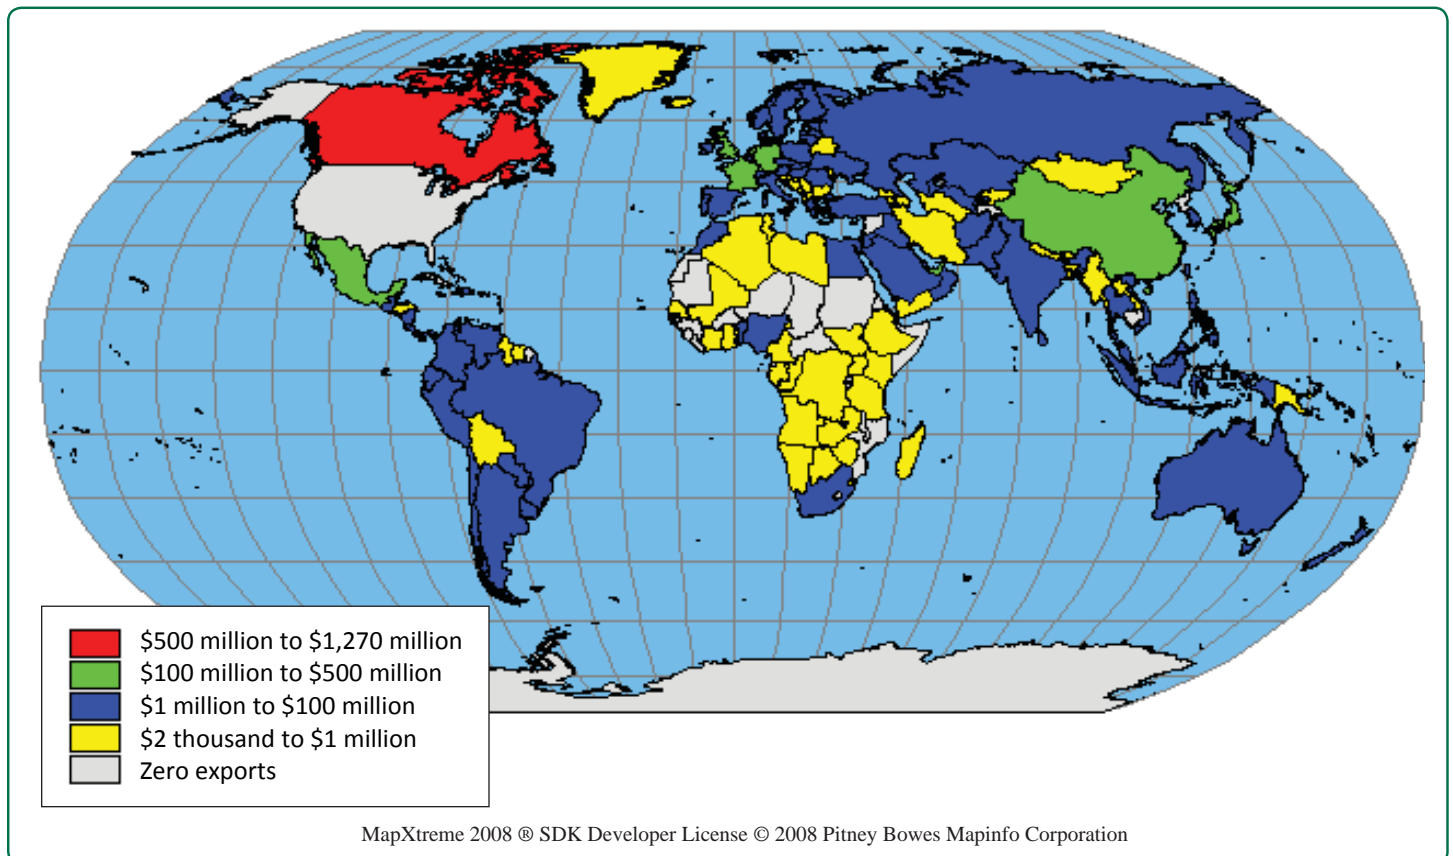 $500 million to $1,270 million
$100 million to $500 million
$1 million to $100 million
$2 thousand to $1 million
Zero exports
MapXtreme 2008 ® SDK Developer License © 2008 Pitney Bowes Mapinfo Corporation